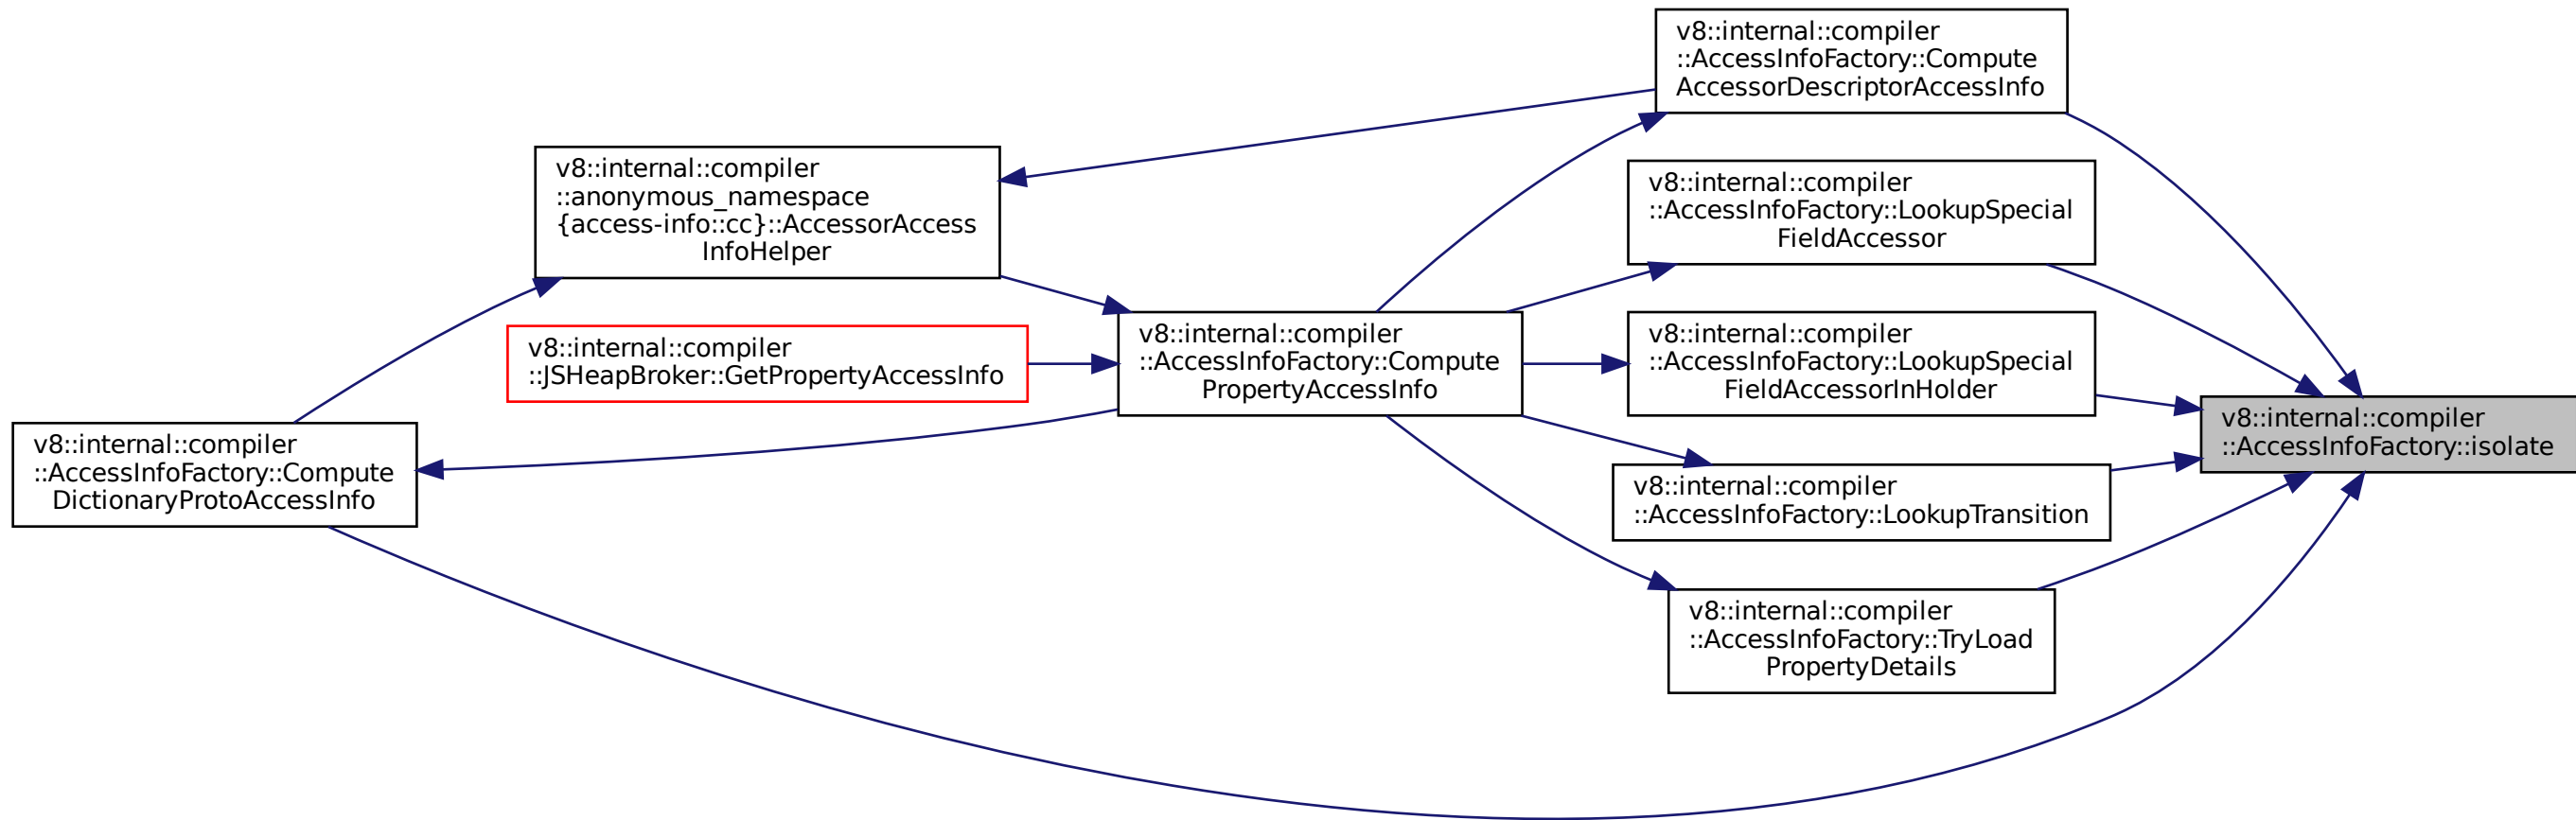 v8::internal::compiler
::AccessInfoFactory::Compute
AccessorDescriptorAccessInfo
v8::internal::compiler
::anonymous_namespace
{access-info::cc}::AccessorAccess
InfoHelper
v8::internal::compiler
::AccessInfoFactory::LookupSpecial
FieldAccessor
v8::internal::compiler
::JSHeapBroker::GetPropertyAccessInfo
v8::internal::compiler
::AccessInfoFactory::Compute
PropertyAccessInfo
v8::internal::compiler
::AccessInfoFactory::LookupSpecial
FieldAccessorInHolder
v8::internal::compiler
::AccessInfoFactory::isolate
v8::internal::compiler
::AccessInfoFactory::Compute
DictionaryProtoAccessInfo
v8::internal::compiler
::AccessInfoFactory::LookupTransition
v8::internal::compiler
::AccessInfoFactory::TryLoad
PropertyDetails